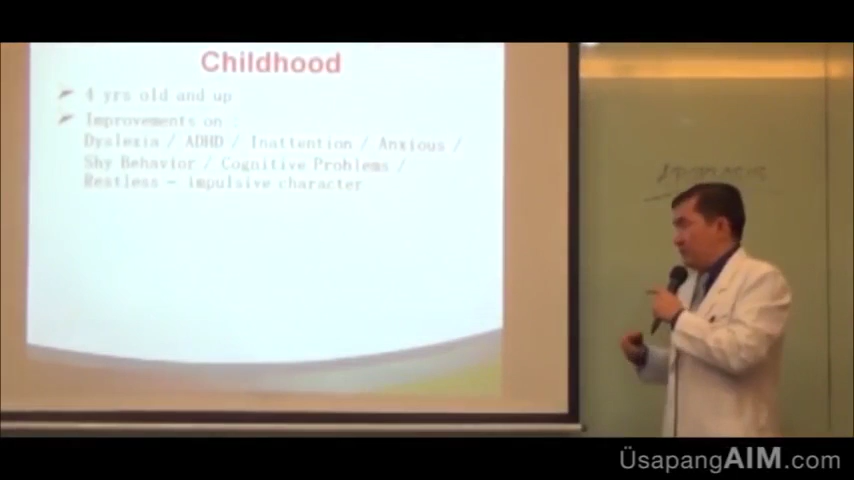 Childhood
4 yrs old and up
Improvements on :
Dyslexia / ADHD / Inattention / Anxious /
Shy Behavior / Cognitive Problems /
Restless - impulsive character
ÜsapangAIM.com